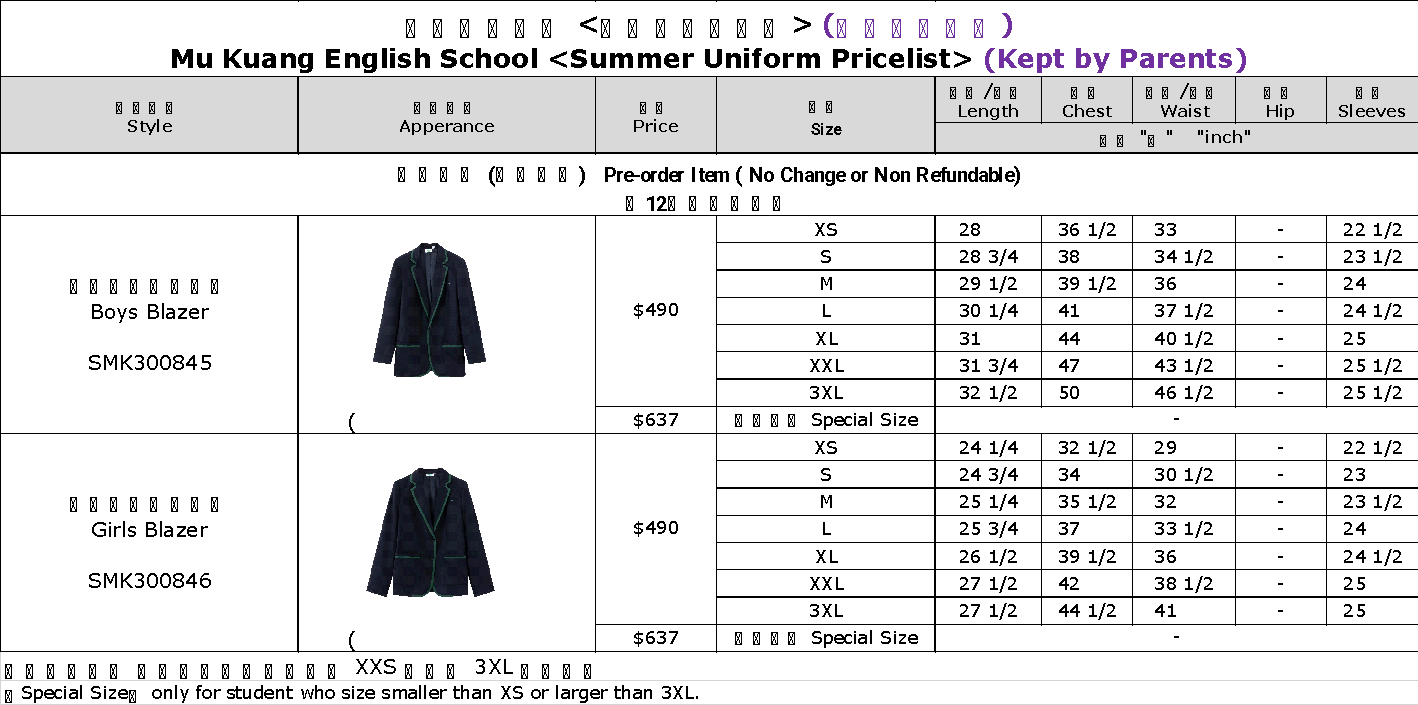 < > ( )
Mu Kuang English School <Summer Uniform Pricelist> (Kept by Parents)
Style Apperance Price Size / Length Chest / Waist Hip Sleeves
" " "inch"
( ) Pre-order Item ( No Change or Non Refundable)
12
Boys Blazer
SMK300845
(
$490
XS 28 36 1/2 33 - 22 1/2
S 28 3/4 38 34 1/2 - 23 1/2
M 29 1/2 39 1/2 36 - 24
L 30 1/4 41 37 1/2 - 24 1/2
XL 31 44 40 1/2 - 25
XXL 31 3/4 47 43 1/2 - 25 1/2
3XL 32 1/2 50 46 1/2 - 25 1/2
$637 Special Size -
Girls Blazer
SMK300846
(
$490
XS 24 1/4 32 1/2 29 - 22 1/2
S 24 3/4 34 30 1/2 - 23
M 25 1/4 35 1/2 32 - 23 1/2
L 25 3/4 37 33 1/2 - 24
XL 26 1/2 39 1/2 36 - 24 1/2
XXL 27 1/2 42 38 1/2 - 25
3XL 27 1/2 44 1/2 41 - 25
$637 Special Size -
XXS 3XL
Special Size only for student who size smaller than XS or larger than 3XL.